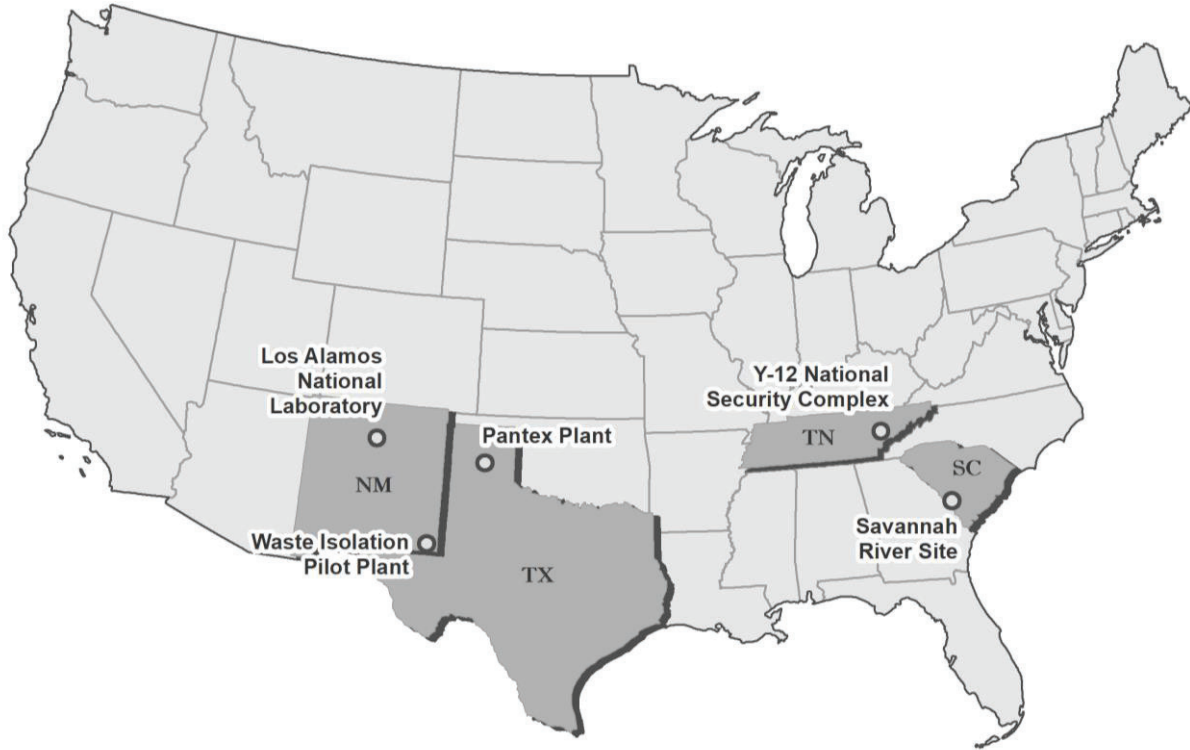 Los Alamos
National
Laboratory
NM
Waste Isolation
Pilot Plant
Pantex Plant
TX
Y-12 National
Security Complex
TN
SC
Savannah
River Site